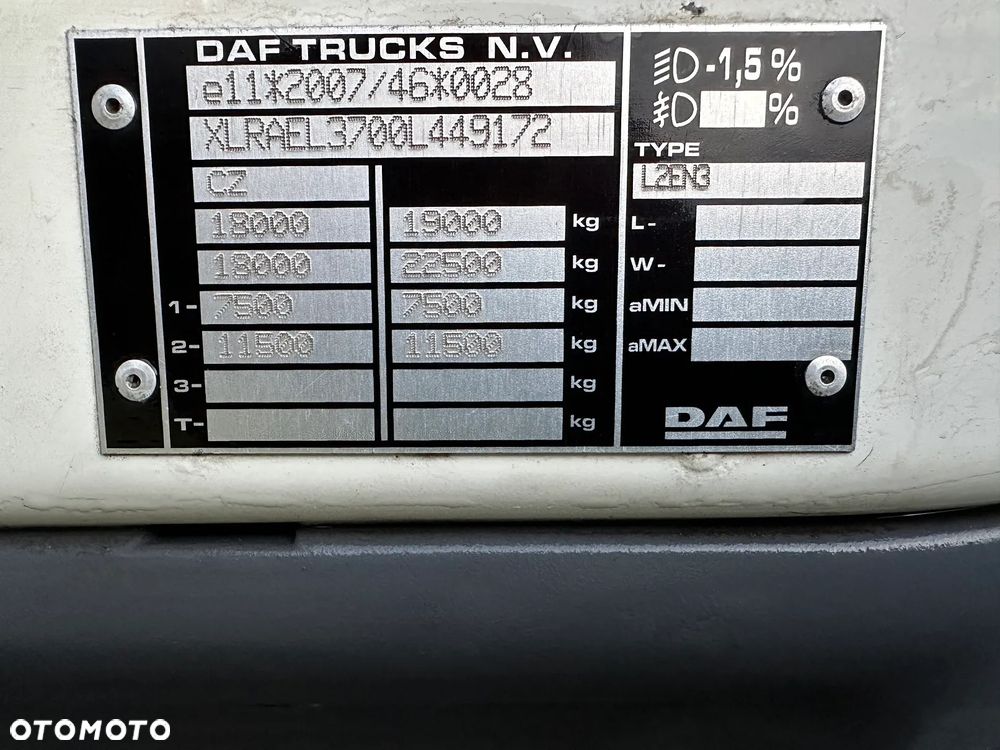 DAF TRUCKS N.V.
e11*2007/46*0028
XLRAEL3700L449172
CZ
18000 19000 kg
18000 22500 kg
1- 7500 7500 kg
2- 11500 11500 kg
3- kg
T- kg
-1,5%
%
TYPE
L2EN3
L-
W-
aMIN
aMAX
DAF
OTOMOTO